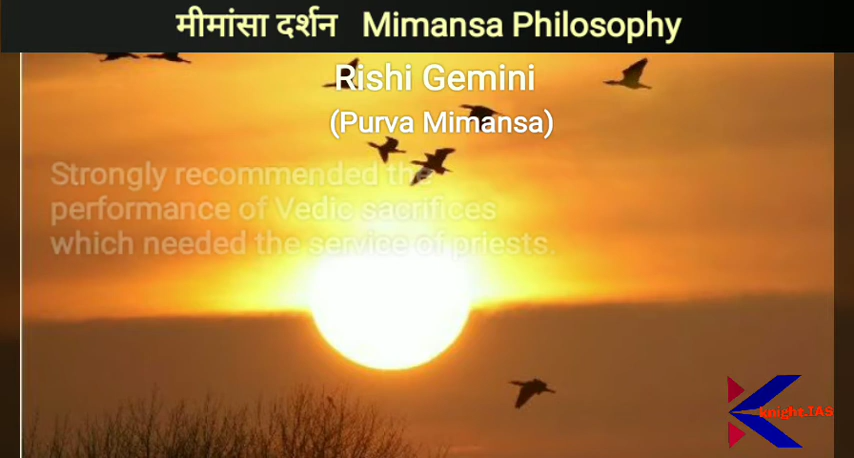 मीमांसा दर्शन Mimansa Philosophy
Rishi Gemini
(Purva Mimansa)
Strongly recommended the
performance of Vedic sacrifices
which needed the service of priests.
knight.IAS